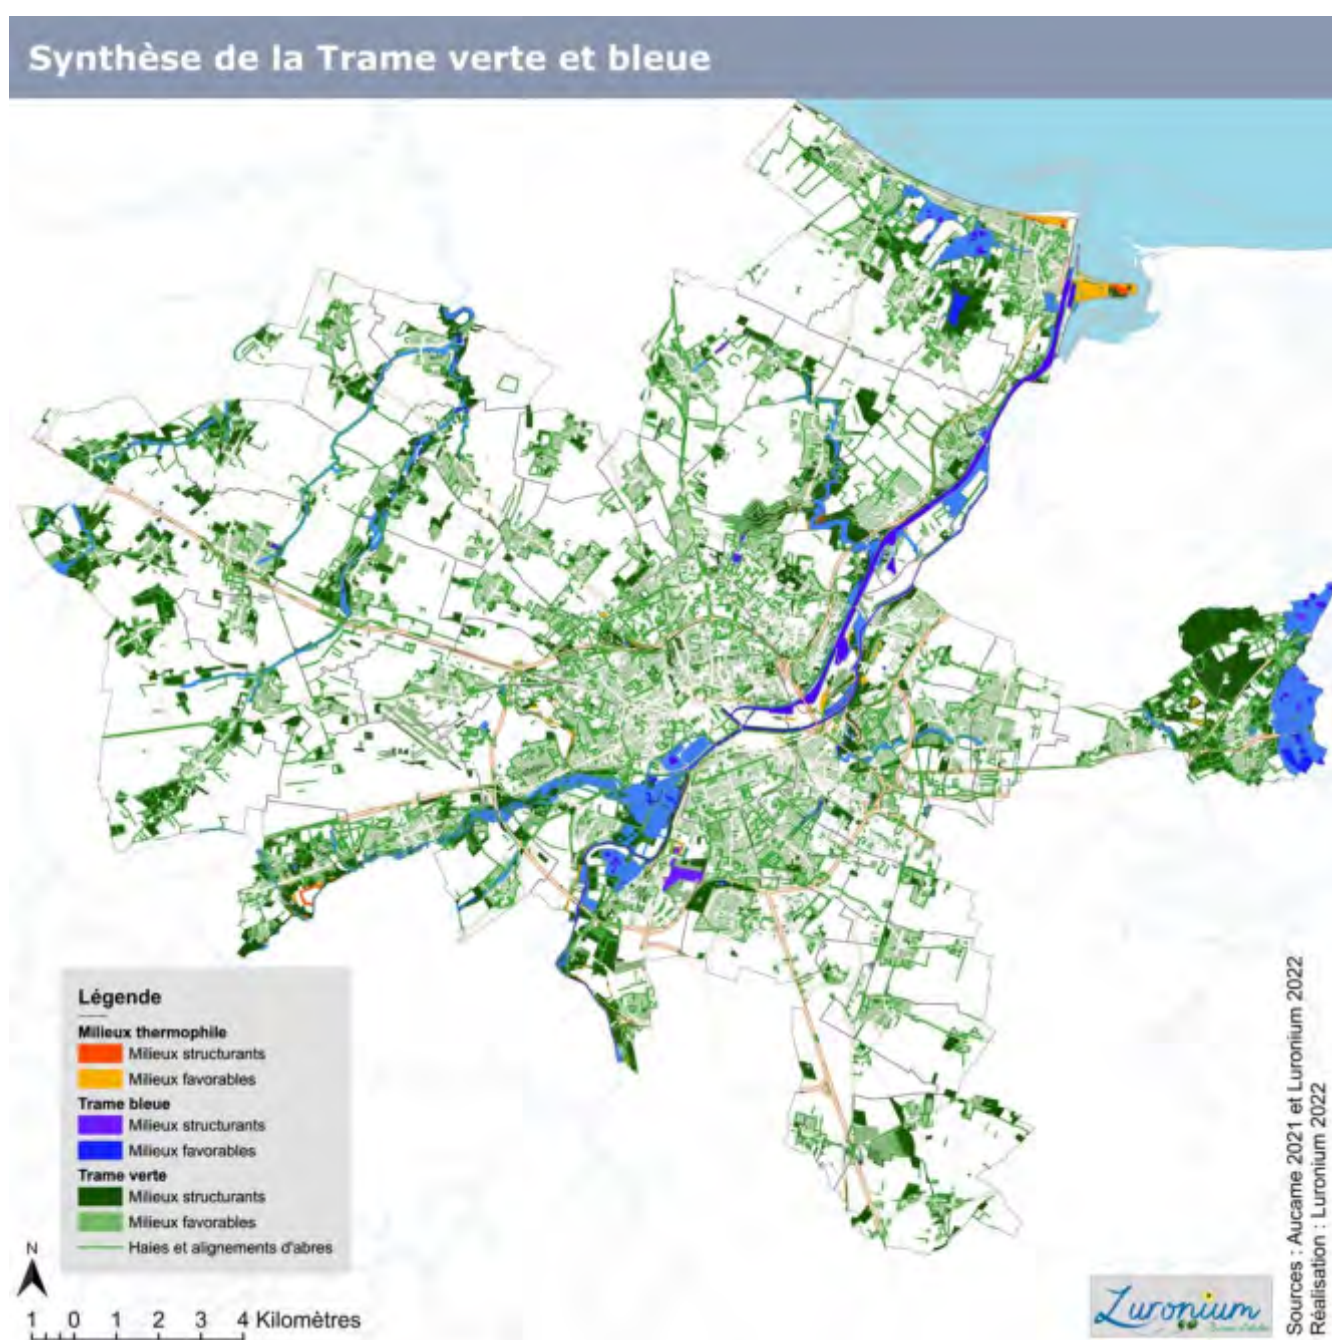 Synthèse de la Trame verte et bleue
Légende
Milieux thermophile
Milieux structurants
Milieux favorables
Trame bleue
Milieux structurants
Milieux favorables
Trame verte
Milieux structurants
Milieux favorables
Haies et alignements d'abres
N
1 0 1 2 3 4 Kilomètres
Luronium
Sources : Aucame 2021 et Luronium 2022
Réalisation : Luronium 2022